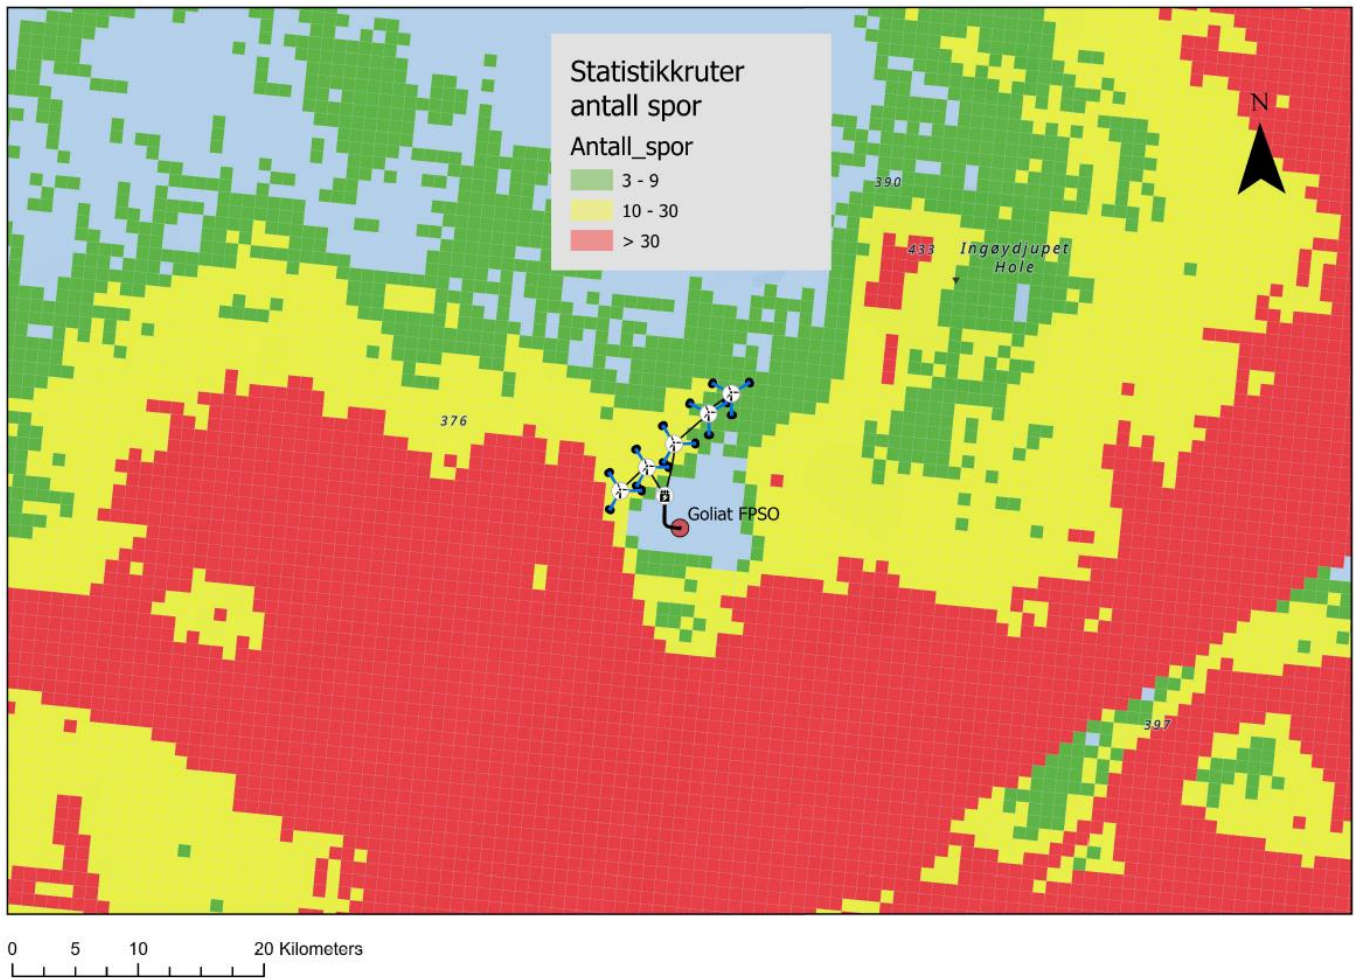 Statistikkruter
antall spor
Antall_spor
3 - 9
10 - 30
> 30
N
390
433
Ingøydjupet
Hole
376
Goliat FPSO
397
0 5 10 20 Kilometers